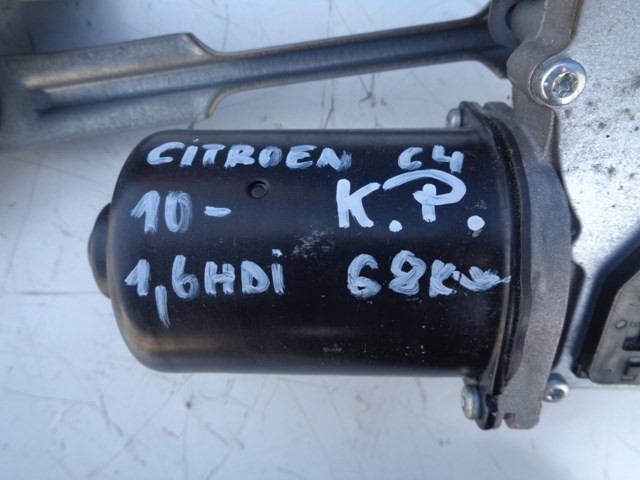 CiTROEN C4
10- K.P.
1,6HDi 68Kw